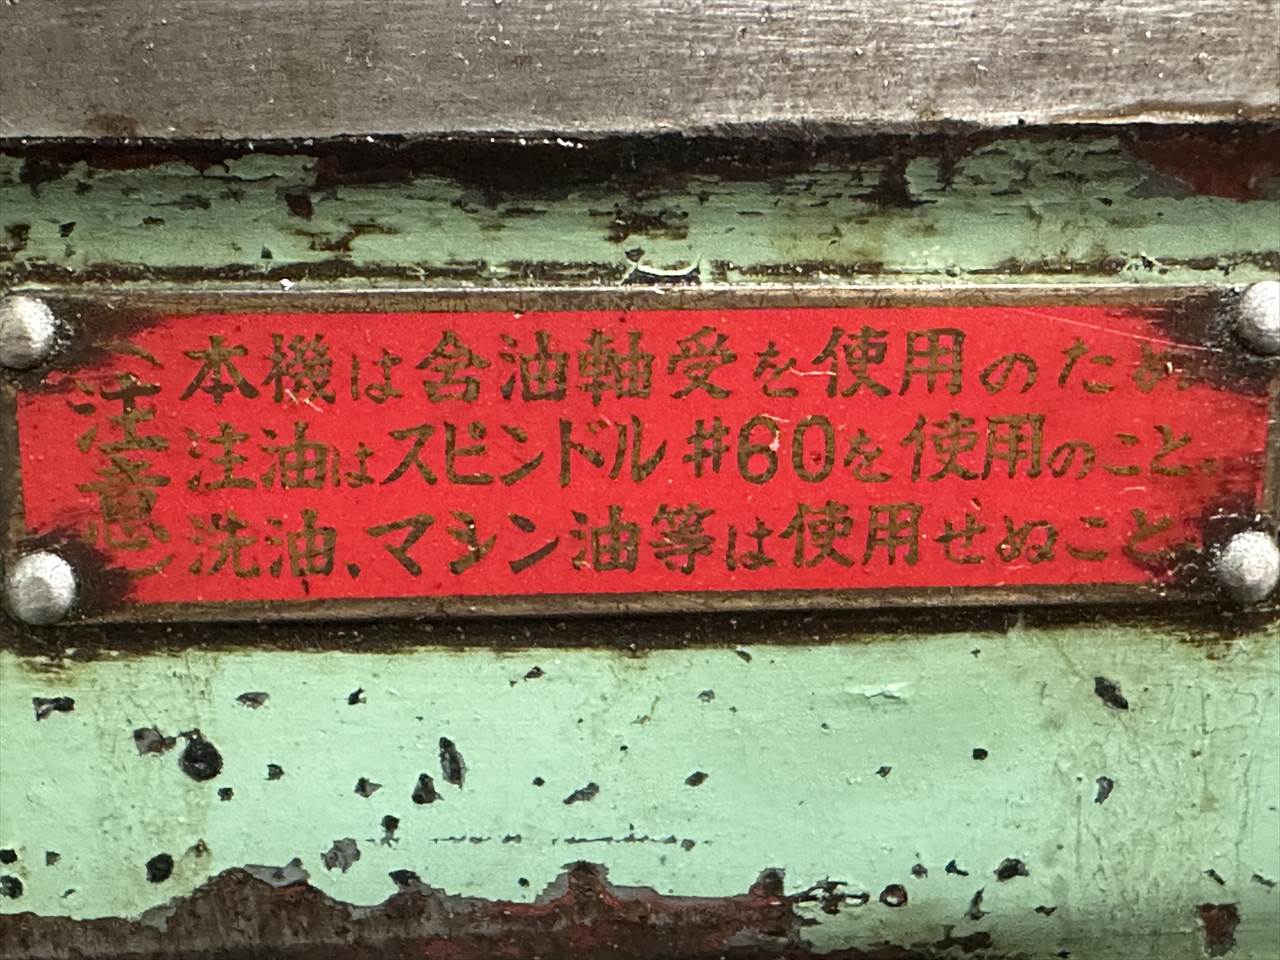 (注意)
本機は含油軸受を使用のため
注油はスピンドル#60を使用のこと。
洗油、マシン油等は使用せぬこと。